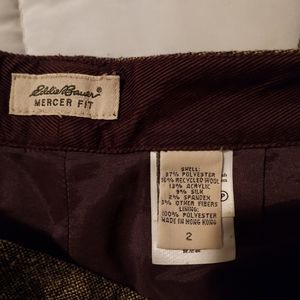 Eddie Bauer®
MERCER FIT
SHELL:
37% POLYESTER
36% RECYCLED WOOL
13% ACRYLIC
9% SILK
2% SPANDEX
3% OTHER FIBERS
LINING:
100% POLYESTER
MADE IN HONG KONG
2